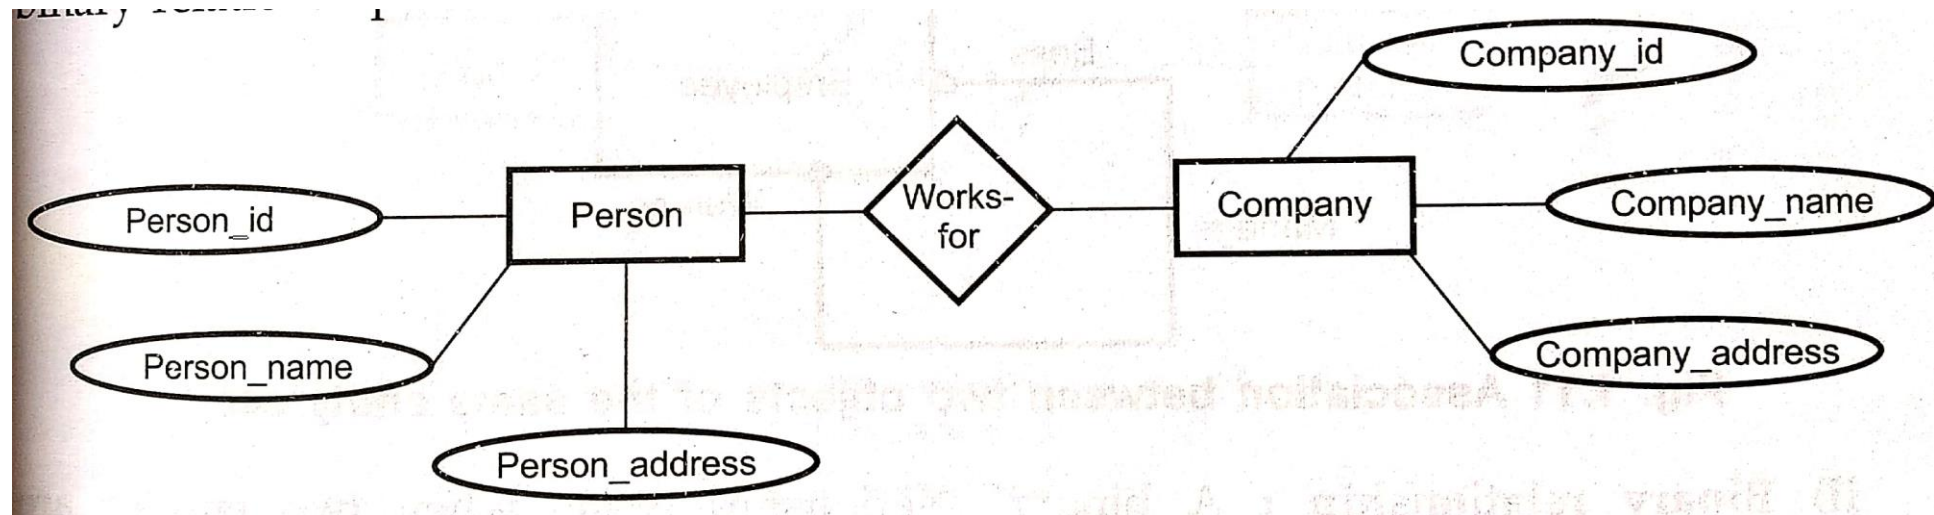 Company_id
Person_id
Person
Works-
for
Company
Company_name
Person_name
Company_address
Person_address